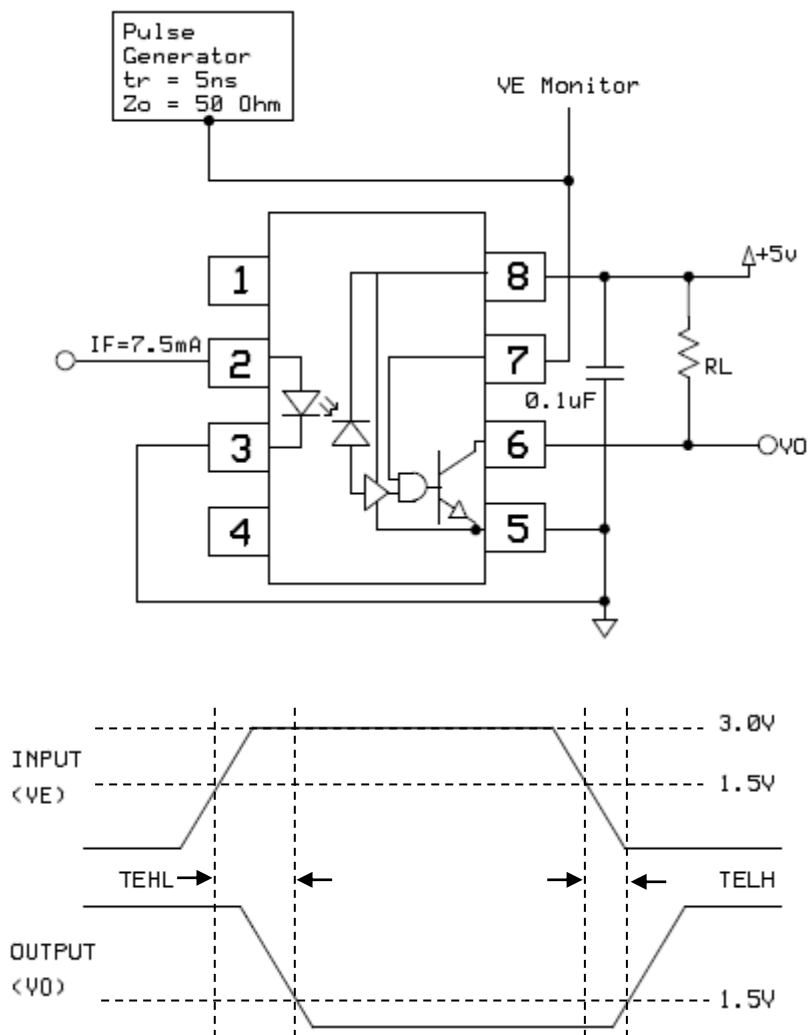 Pulse
Generator
tr = 5ns
Zo = 50 Ohm
VE Monitor
1
8
+5v
IF=7.5mA
2
7
RL
0.1uF
3
6
VO
4
5
3.0V
INPUT
(VE)
1.5V
TEHL
TELH
OUTPUT
(VO)
1.5V